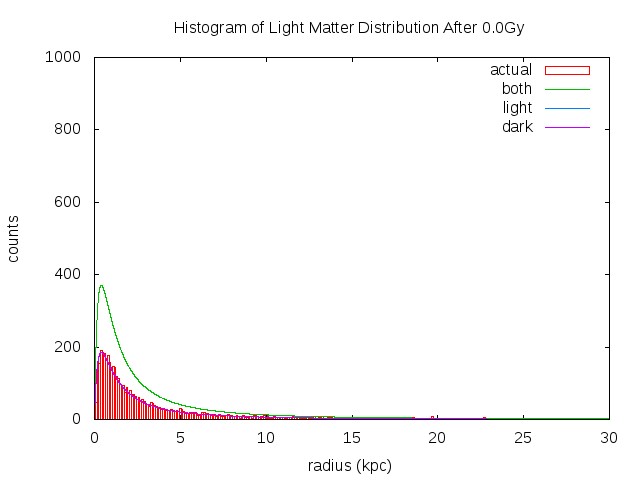 Histogram of Light Matter Distribution After 0.0Gy
1000
800
600
400
200
0
counts
actual
both
light
dark
0 5 10 15 20 25 30
radius (kpc)